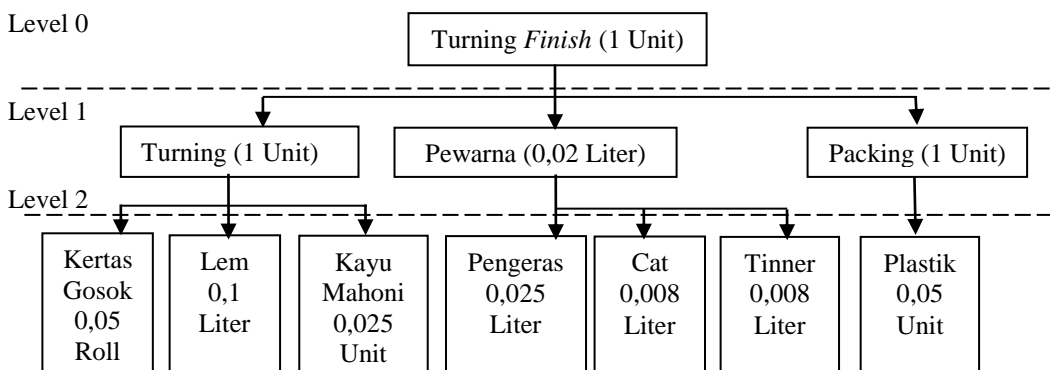 Level 0
Turning Finish (1 Unit)
Level 1
Turning (1 Unit)
Pewarna (0,02 Liter)
Packing (1 Unit)
Level 2
Kertas
Gosok
0,05
Roll
Lem
0,1
Liter
Kayu
Mahoni
0,025
Unit
Pengeras
0,025
Liter
Cat
0,008
Liter
Tinner
0,008
Liter
Plastik
0,05
Unit